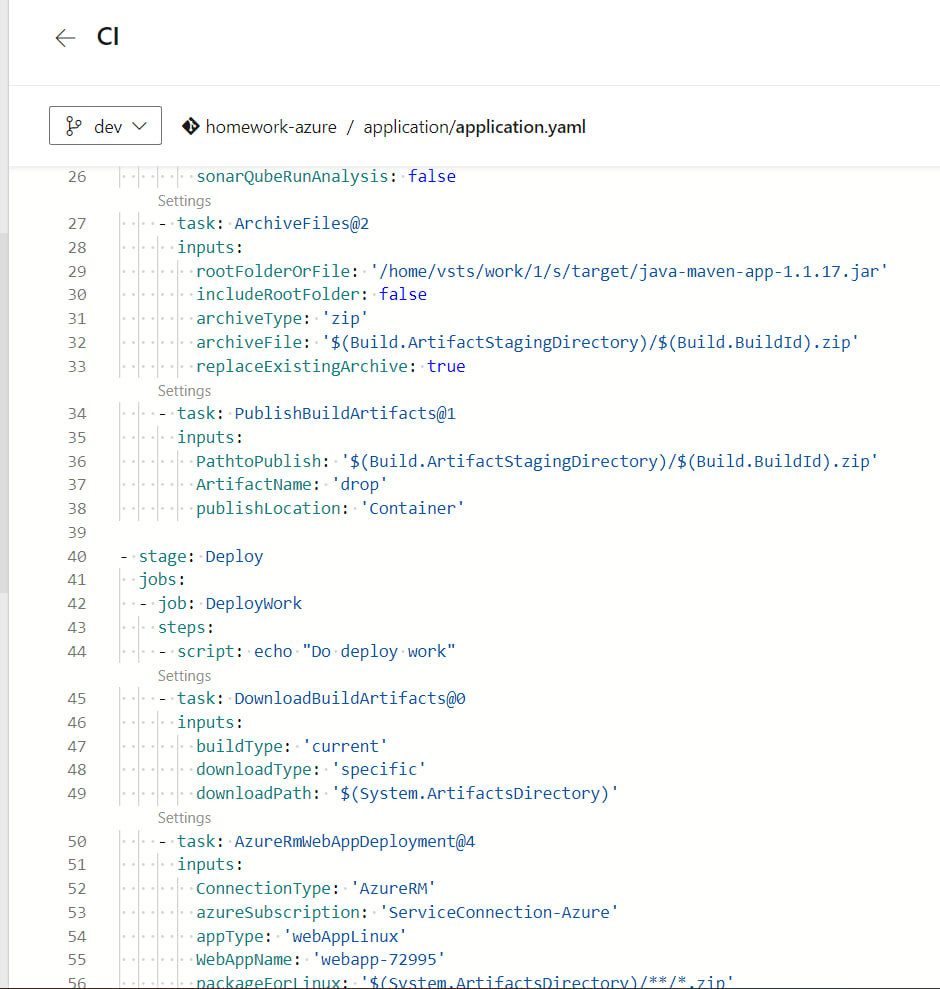 CI
dev homework-azure / application/application.yaml
26 sonarQubeRunAnalysis: false
Settings
27 - task: ArchiveFiles@2
28 inputs:
29 rootFolderOrFile: '/home/vsts/work/1/s/target/java-maven-app-1.1.17.jar'
30 includeRootFolder: false
31 archiveType: 'zip'
32 archiveFile: '$(Build.ArtifactStagingDirectory)/$(Build.BuildId).zip'
33 replaceExistingArchive: true
Settings
34 - task: PublishBuildArtifacts@1
35 inputs:
36 PathtoPublish: '$(Build.ArtifactStagingDirectory)/$(Build.BuildId).zip'
37 ArtifactName: 'drop'
38 publishLocation: 'Container'
39
40 - stage: Deploy
41 jobs:
42 - job: DeployWork
43 steps:
44 - script: echo "Do deploy work"
Settings
45 - task: DownloadBuildArtifacts@0
46 inputs:
47 buildType: 'current'
48 downloadType: 'specific'
49 downloadPath: '$(System.ArtifactsDirectory)'
Settings
50 - task: AzureRmWebAppDeployment@4
51 inputs:
52 ConnectionType: 'AzureRM'
53 azureSubscription: 'ServiceConnection-Azure'
54 appType: 'webAppLinux'
55 WebAppName: 'webapp-72995'
56 packageForLinux: '$(System.ArtifactsDirectory)/**/*.zip'